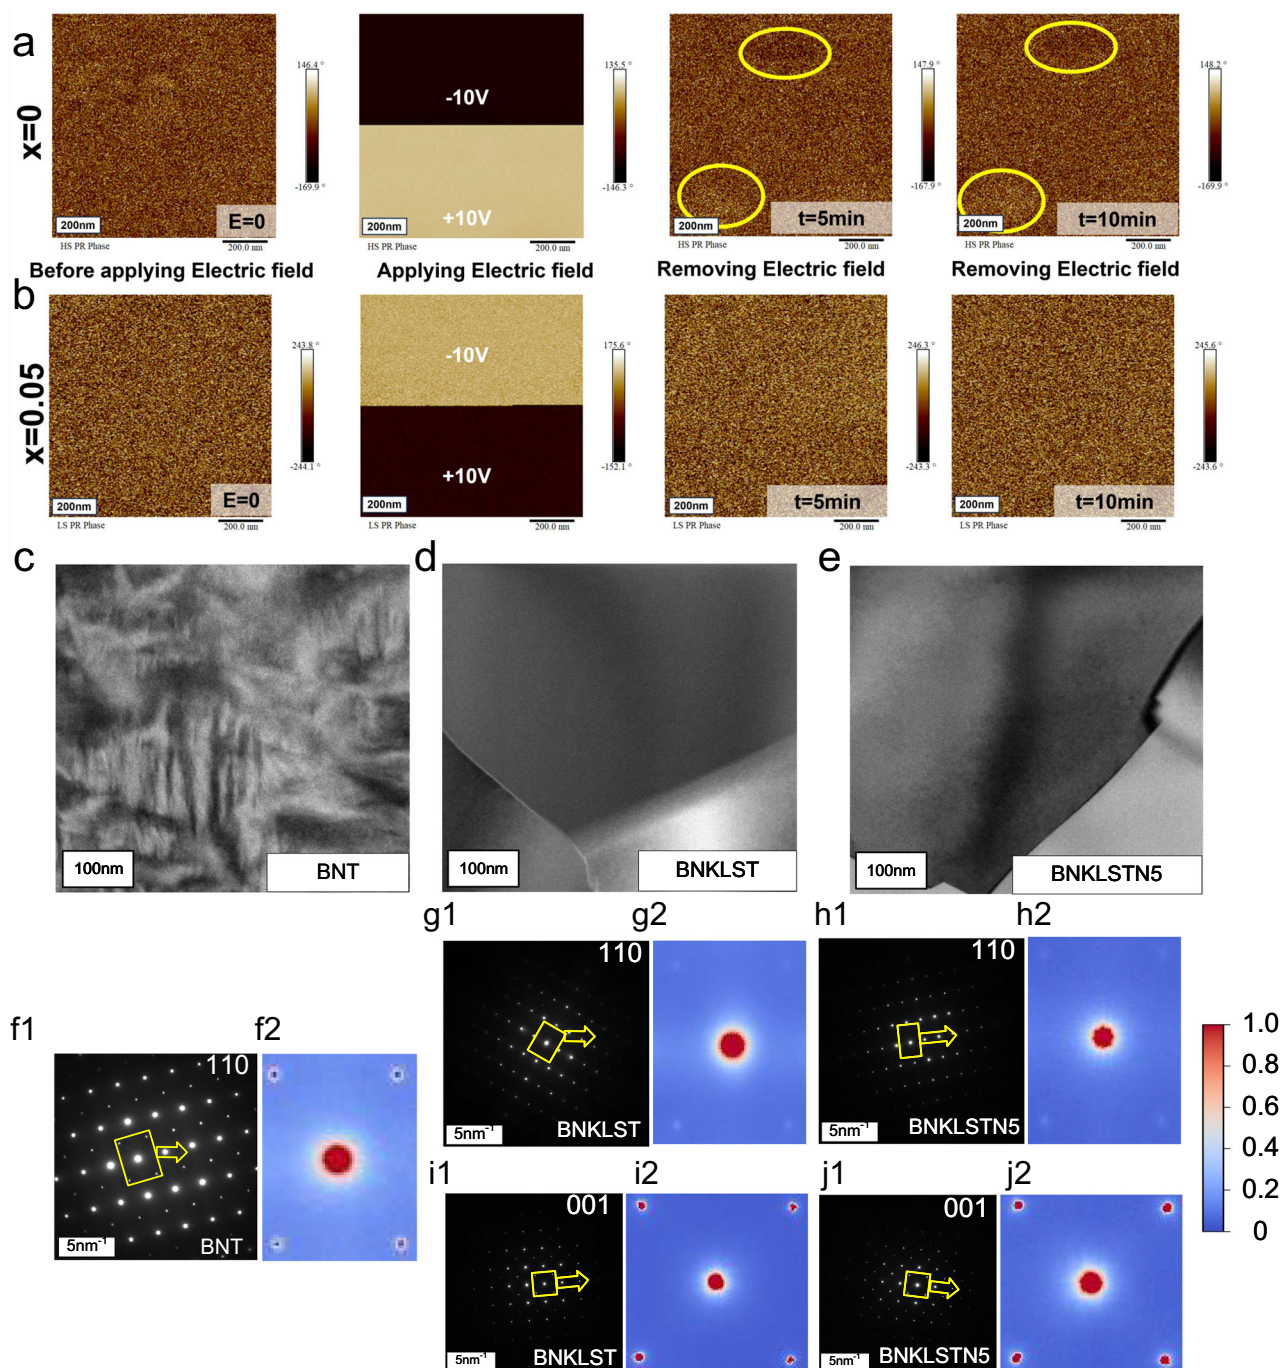 a
x=0
146.4 °
-169.9 °
200nm
E=0
HS PR Phase
200.0 nm
-10V
+10V
135.5 °
-146.3 °
200nm
HS PR Phase
200.0 nm
147.9 °
-167.9 °
200nm
t=5min
HS PR Phase
200.0 nm
148.2 °
-169.9 °
200nm
t=10min
HS PR Phase
200.0 nm
Before applying Electric field
Applying Electric field
Removing Electric field
Removing Electric field
b
x=0.05
243.8 °
-244.1 °
200nm
E=0
LS PR Phase
200.0 nm
-10V
+10V
175.6 °
-152.1 °
200nm
LS PR Phase
200.0 nm
246.3 °
-243.3 °
200nm
t=5min
LS PR Phase
200.0 nm
245.6 °
-243.6 °
200nm
t=10min
LS PR Phase
200.0 nm
c
100nm
BNT
d
100nm
BNKLST
e
100nm
BNKLSTN5
f1
110
5nm⁻¹
BNT
f2
g1
110
5nm⁻¹
BNKLST
g2
h1
110
5nm⁻¹
BNKLSTN5
h2
i1
001
5nm⁻¹
BNKLST
i2
j1
001
5nm⁻¹
BNKLSTN5
j2
1.0
0.8
0.6
0.4
0.2
0